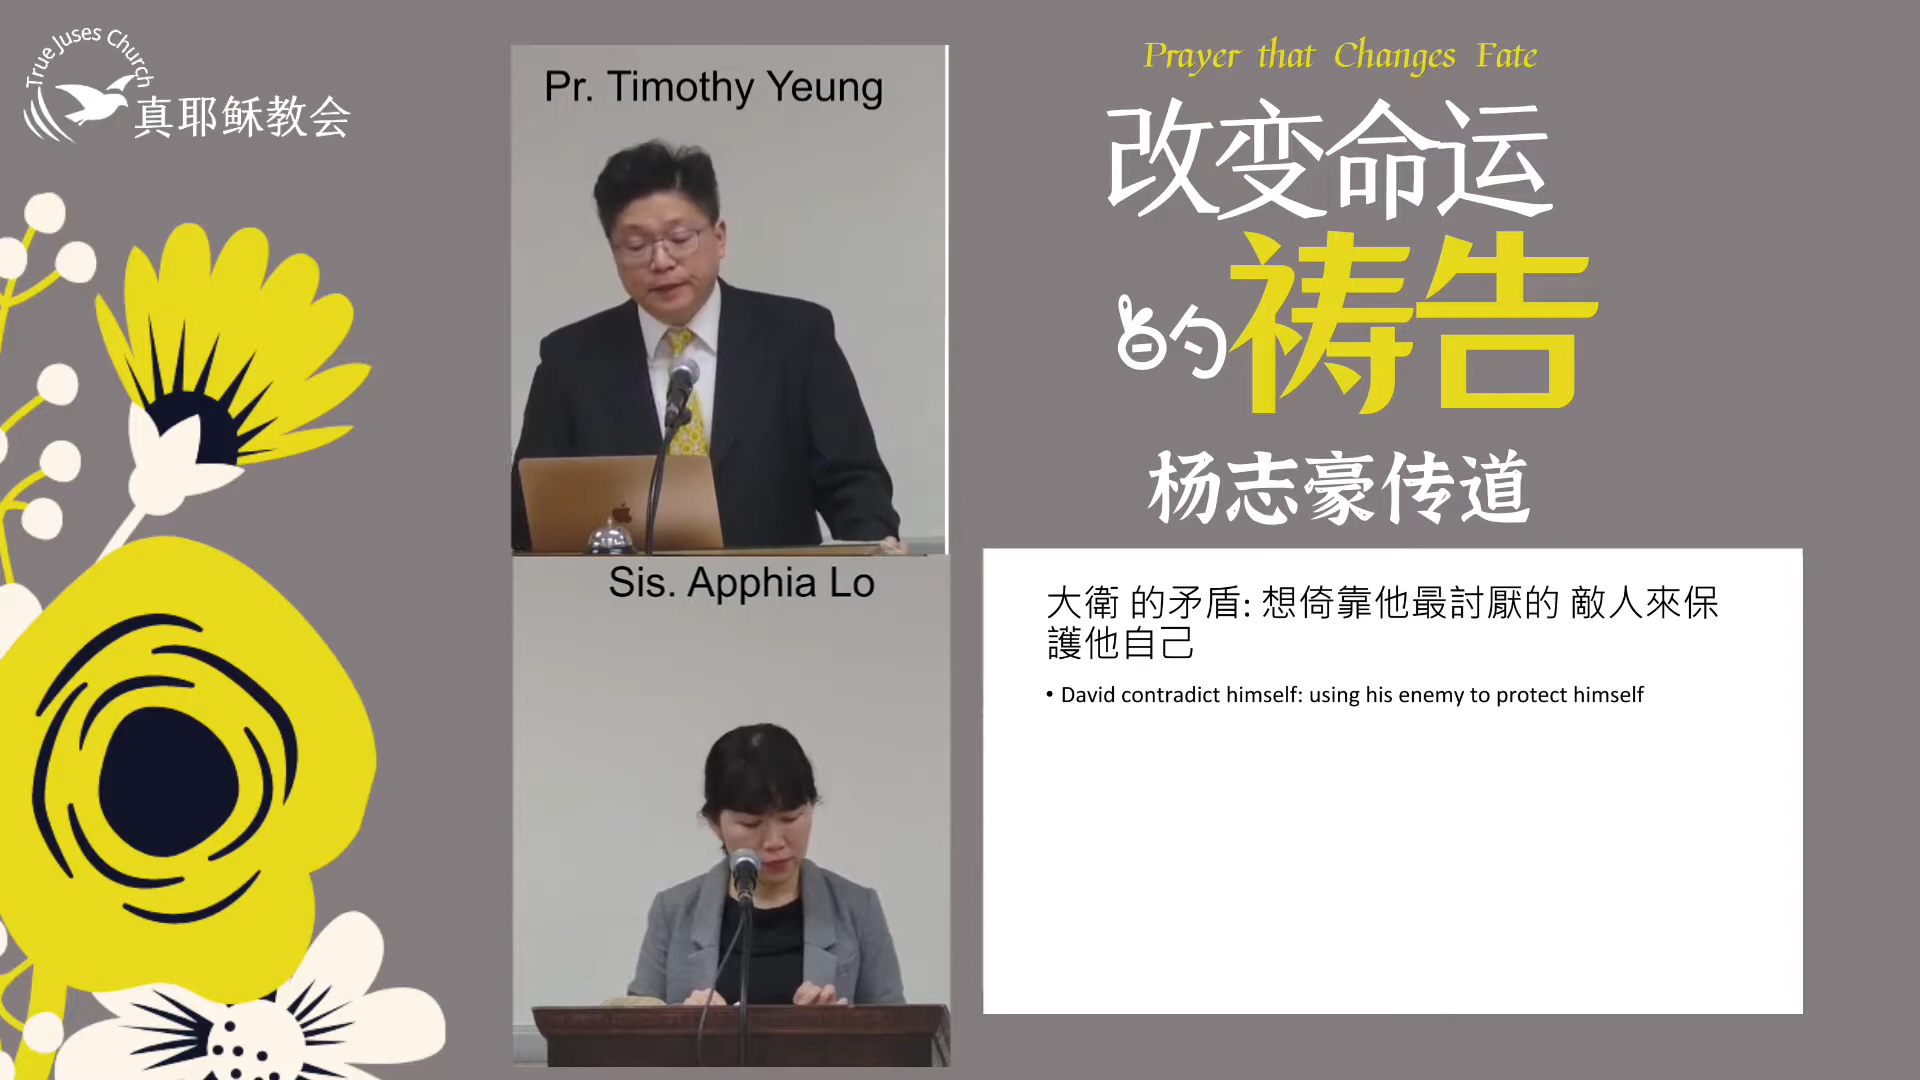 True Juses Church
真耶稣教会
Pr. Timothy Yeung
Sis. Apphia Lo
Prayer that Changes Fate
改变命运
的祷告
杨志豪传道
大衛 的矛盾: 想倚靠他最討厭的 敵人來保
護他自己
• David contradict himself: using his enemy to protect himself